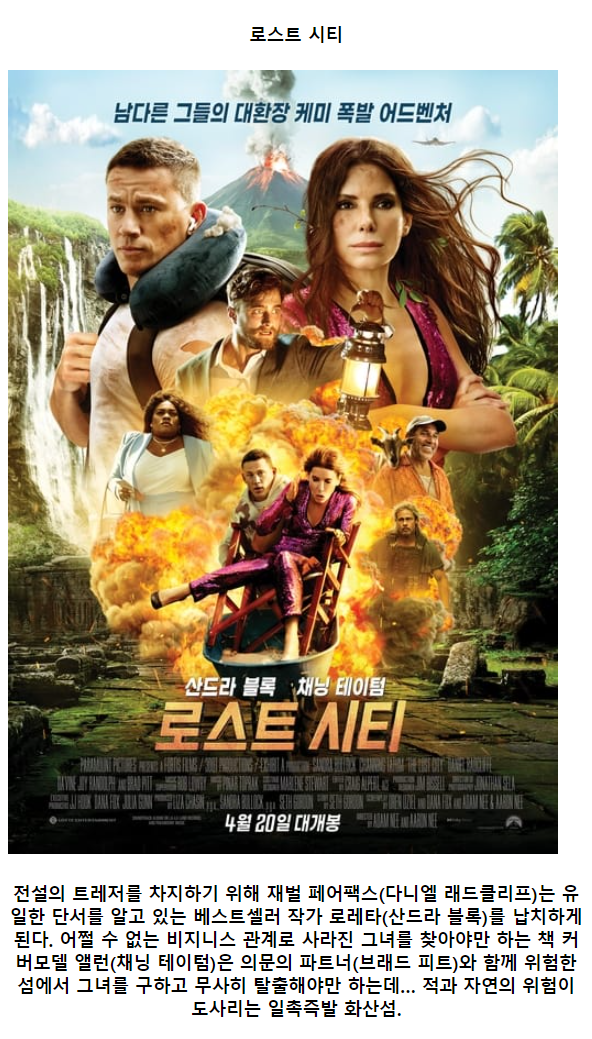 로스트 시티
남다른 그들의 대환장 케미 폭발 어드벤처
산드라 블록 채닝 테이텀
로스트 시티
4월 20일 대개봉
전설의 트레저를 차지하기 위해 재벌 페어팩스(다니엘 래드클리프)는 유
일한 단서를 알고 있는 베스트셀러 작가 로레타(산드라 블록)를 납치하게
된다. 어쩔 수 없는 비지니스 관계로 사라진 그녀를 찾아야만 하는 책 커
버모델 앨런(채닝 테이텀)은 의문의 파트너(브래드 피트)와 함께 위험한
섬에서 그녀를 구하고 무사히 탈출해야만 하는데... 적과 자연의 위험이
도사리는 일촉즉발 화산섬.